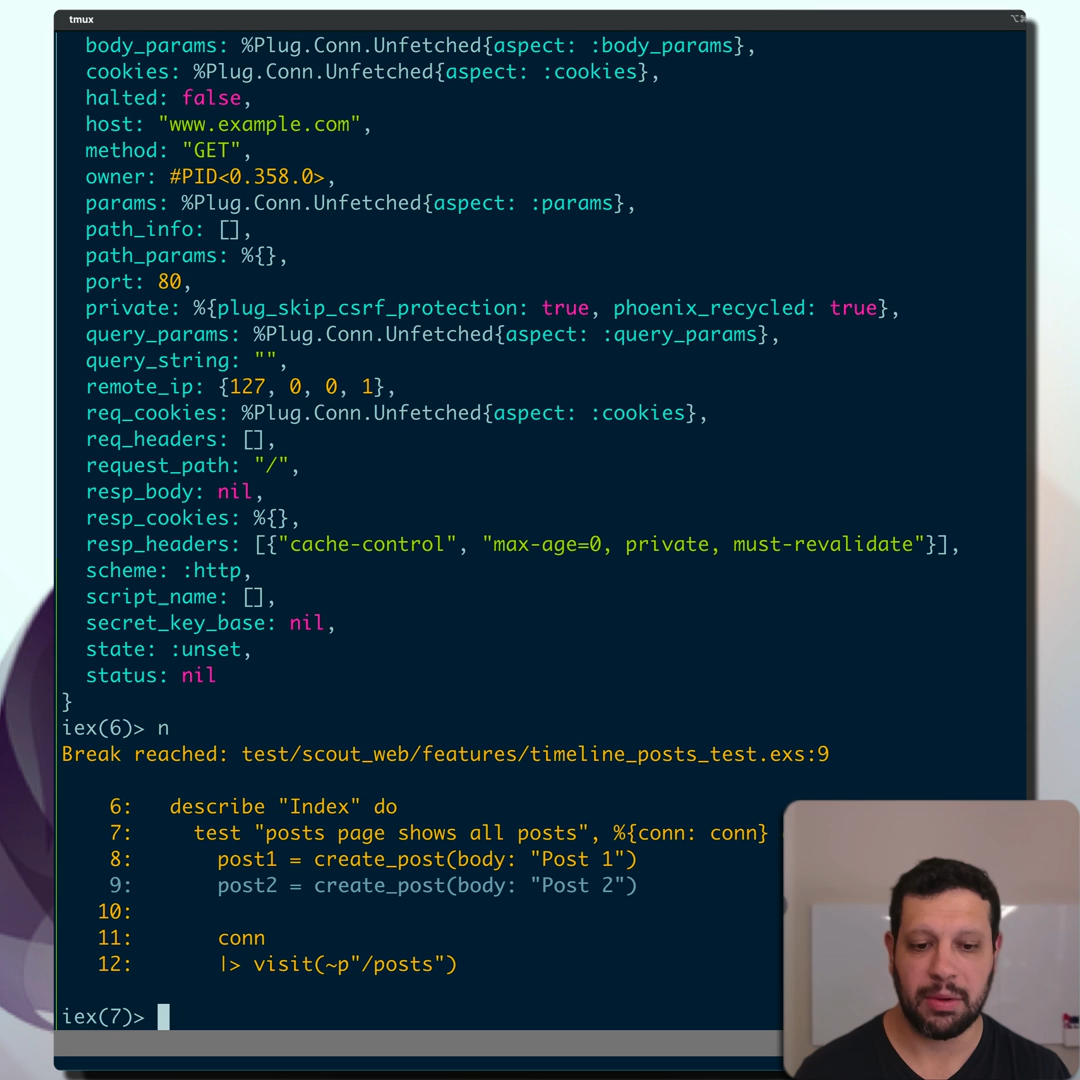 tmux
body_params: %Plug.Conn.Unfetched{aspect: :body_params},
cookies: %Plug.Conn.Unfetched{aspect: :cookies},
halted: false,
host: "www.example.com",
method: "GET",
owner: #PID<0.358.0>,
params: %Plug.Conn.Unfetched{aspect: :params},
path_info: [],
path_params: %{},
port: 80,
private: %{plug_skip_csrf_protection: true, phoenix_recycled: true},
query_params: %Plug.Conn.Unfetched{aspect: :query_params},
query_string: "",
remote_ip: {127, 0, 0, 1},
req_cookies: %Plug.Conn.Unfetched{aspect: :cookies},
req_headers: [],
request_path: "/",
resp_body: nil,
resp_cookies: %{},
resp_headers: [{"cache-control", "max-age=0, private, must-revalidate"}],
scheme: :http,
script_name: [],
secret_key_base: nil,
state: :unset,
status: nil
}
iex(6)> n
Break reached: test/scout_web/features/timeline_posts_test.exs:9
6: describe "Index" do
7: test "posts page shows all posts", %{conn: conn}
8: post1 = create_post(body: "Post 1")
9: post2 = create_post(body: "Post 2")
10:
11: conn
12: |> visit(~p"/posts")
iex(7)>